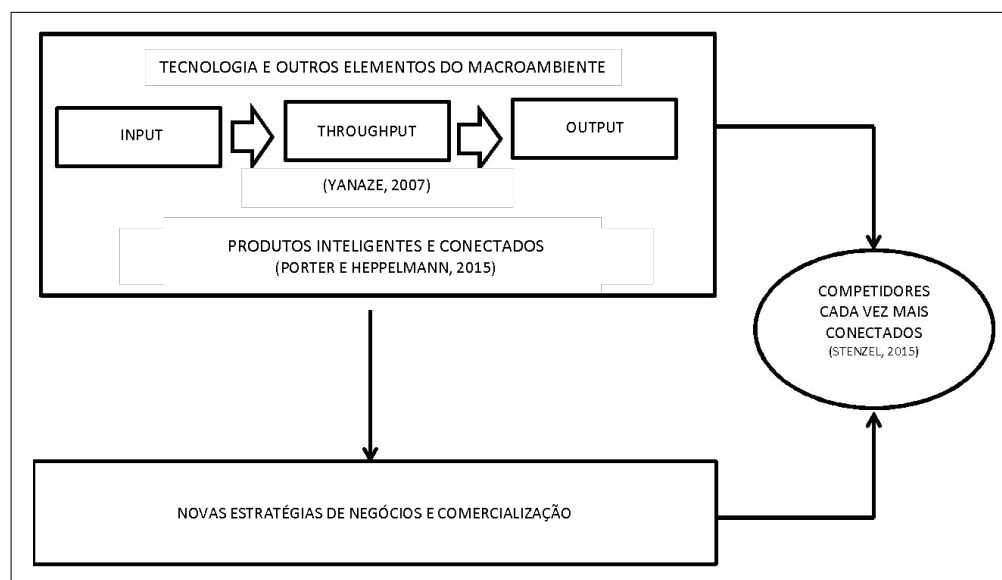 TECNOLOGIA E OUTROS ELEMENTOS DO MACROAMBIENTE
INPUT
THROUGHPUT
OUTPUT
(YANAZE, 2007)
PRODUTOS INTELIGENTES E CONECTADOS
(PORTER E HEPPELMANN, 2015)
COMPETIDORES
CADA VEZ MAIS
CONECTADOS
(STENZEL, 2015)
NOVAS ESTRATÉGIAS DE NEGÓCIOS E COMERCIALIZAÇÃO